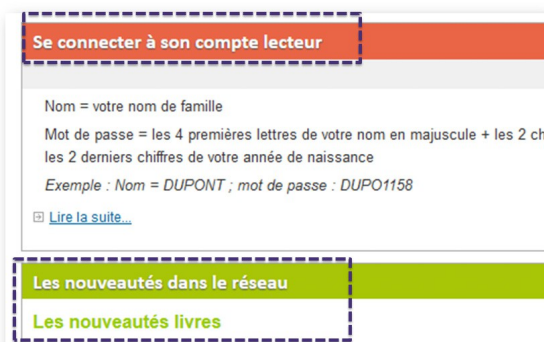 Se connecter à son compte lecteur
Nom = votre nom de famille
Mot de passe = les 4 premières lettres de votre nom en majuscule + les 2 ch
les 2 derniers chiffres de votre année de naissance
Exemple : Nom = DUPONT ; mot de passe : DUPO1158
Lire la suite...
Les nouveautés dans le réseau
Les nouveautés livres